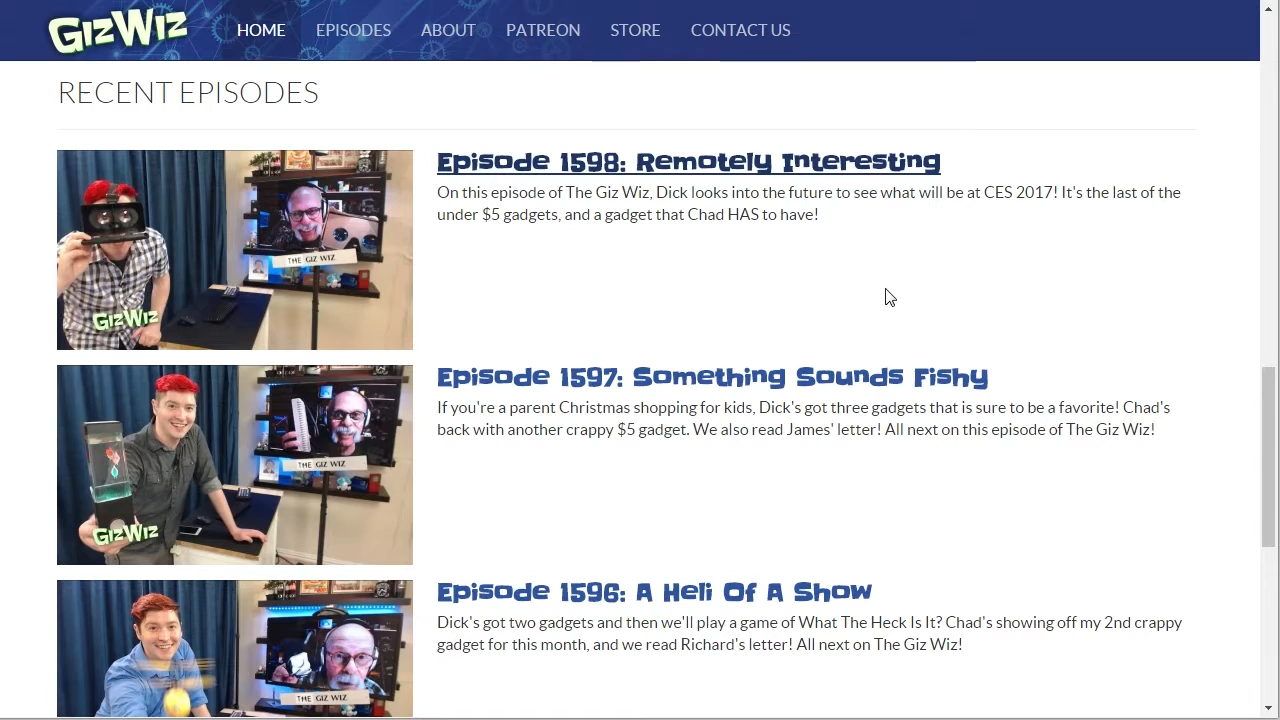 GizWiz HOME EPISODES ABOUT PATREON STORE CONTACT US
RECENT EPISODES
Episode 1598: Remotely Interesting
On this episode of The Giz Wiz, Dick looks into the future to see what will be at CES 2017! It's the last of the
under $5 gadgets, and a gadget that Chad HAS to have!
THE GIZ WIZ
GizWiz
Episode 1597: Something Sounds Fishy
If you're a parent Christmas shopping for kids, Dick's got three gadgets that is sure to be a favorite! Chad's
back with another crappy $5 gadget. We also read James' letter! All next on this episode of The Giz Wiz!
THE GIZ WIZ
GizWiz
Episode 1596: A Heli Of A Show
Dick's got two gadgets and then we'll play a game of What The Heck Is It? Chad's showing off my 2nd crappy
gadget for this month, and we read Richard's letter! All next on The Giz Wiz!
THE GIZ WIZ